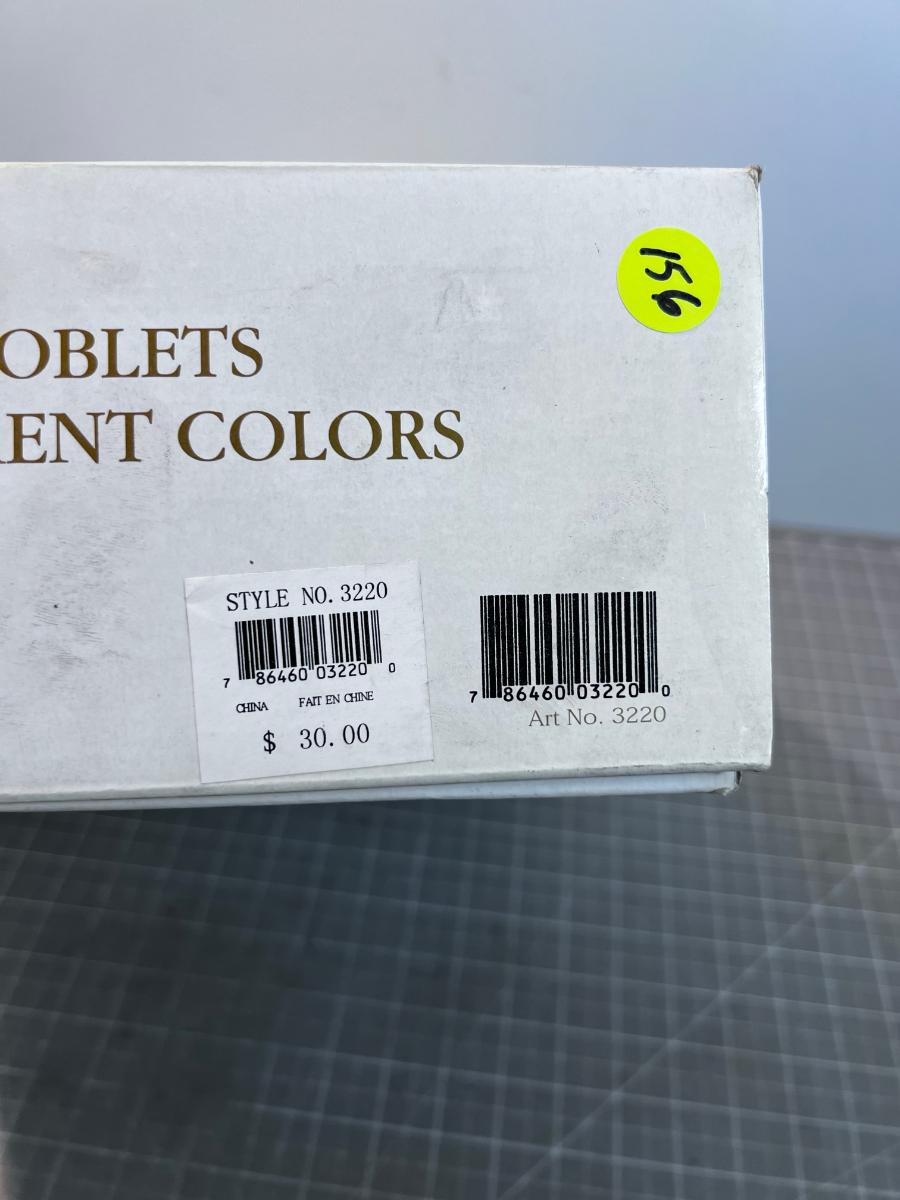 156
OBLETS
ENT COLORS
STYLE NO. 3220
7 86460 03220 0
CHINA FAIT EN CHINE
$ 30.00
7 86460 03220 0
Art No. 3220